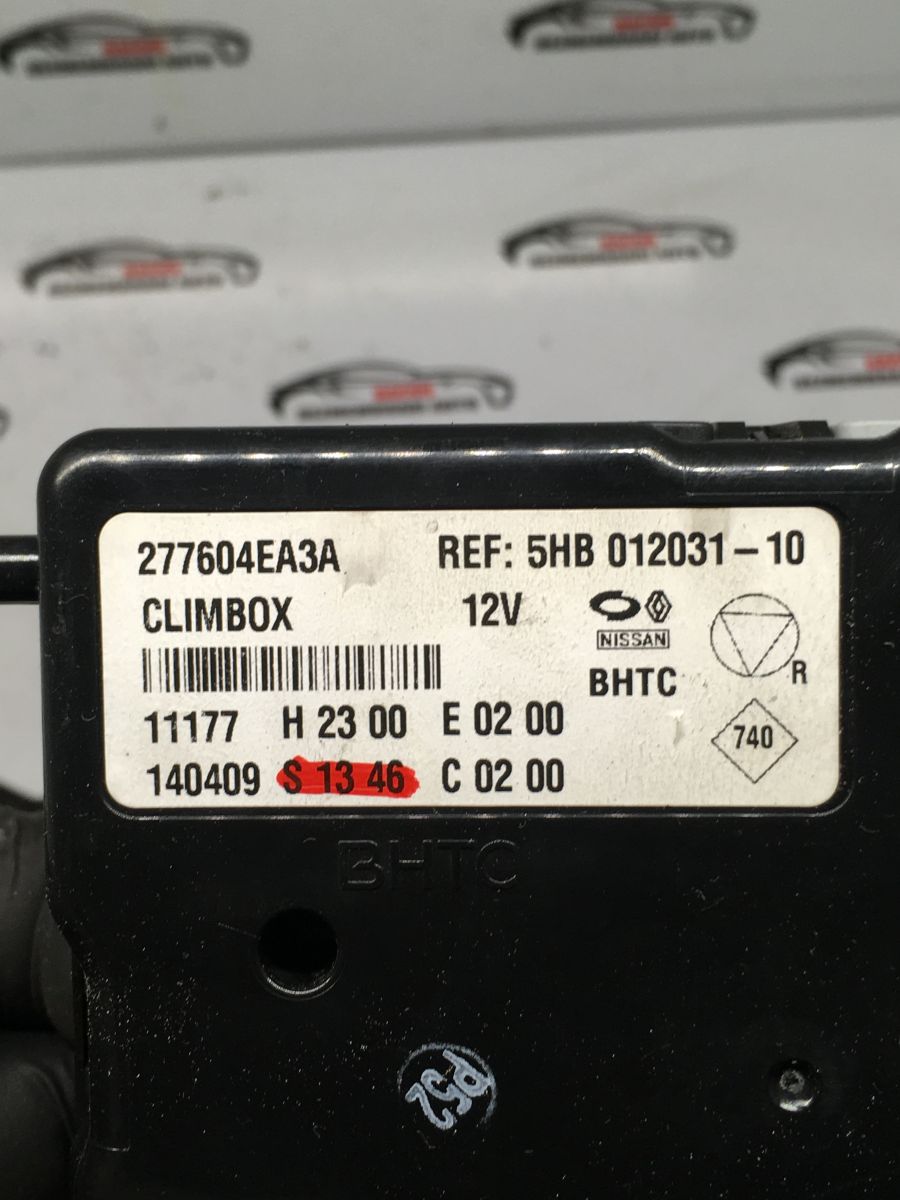 277604EA3A REF: 5HB 012031-10
CLIMBOX 12V
NISSAN
BHTC
R
11177 H 23 00 E 02 00
740
140409 S 13 46 C 02 00
BHTC
P52